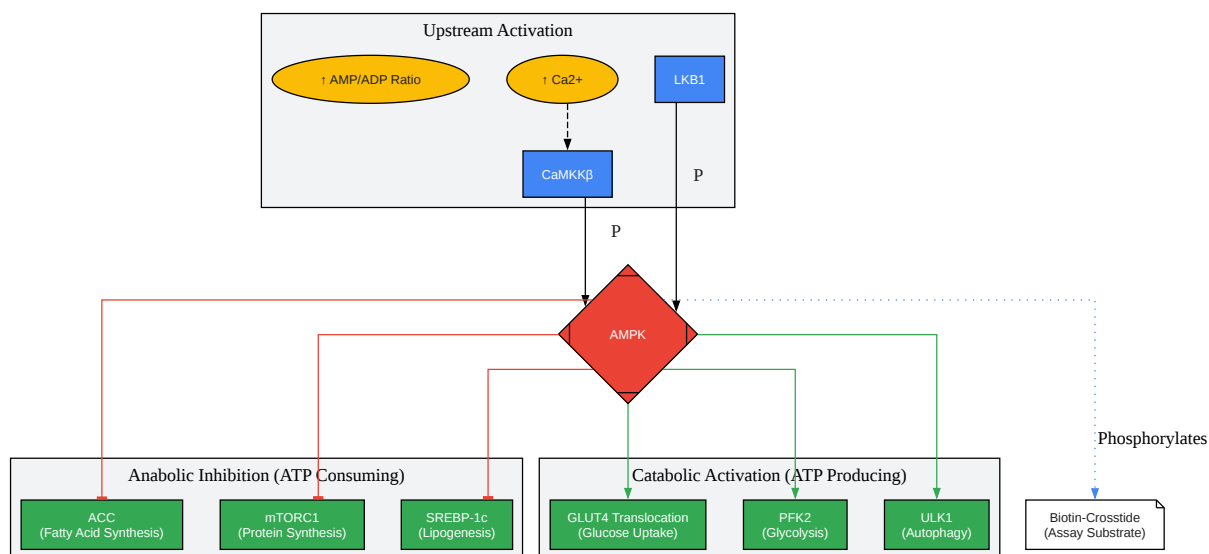 Upstream Activation
↑ AMP/ADP Ratio
↑ Ca2+
LKB1
CaMKKβ
P
P
AMPK
Phosphorylates
Anabolic Inhibition (ATP Consuming)
Catabolic Activation (ATP Producing)
ACC
(Fatty Acid Synthesis)
mTORC1
(Protein Synthesis)
SREBP-1c
(Lipogenesis)
GLUT4 Translocation
(Glucose Uptake)
PFK2
(Glycolysis)
ULK1
(Autophagy)
Biotin-Crosstide
(Assay Substrate)